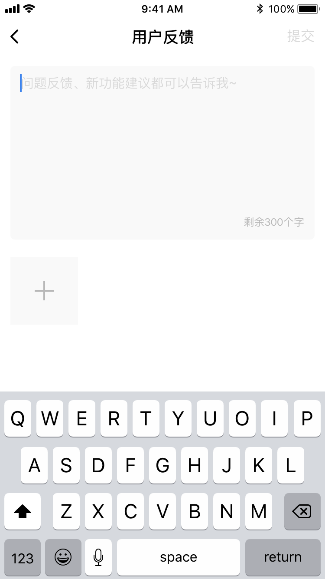 9:41 AM
100%
用户反馈
提交
问题反馈、新功能建议都可以告诉我~
剩余300个字
Q W E R T Y U O I P
A S D F G H J K L
Z X C V B N M
123 space return